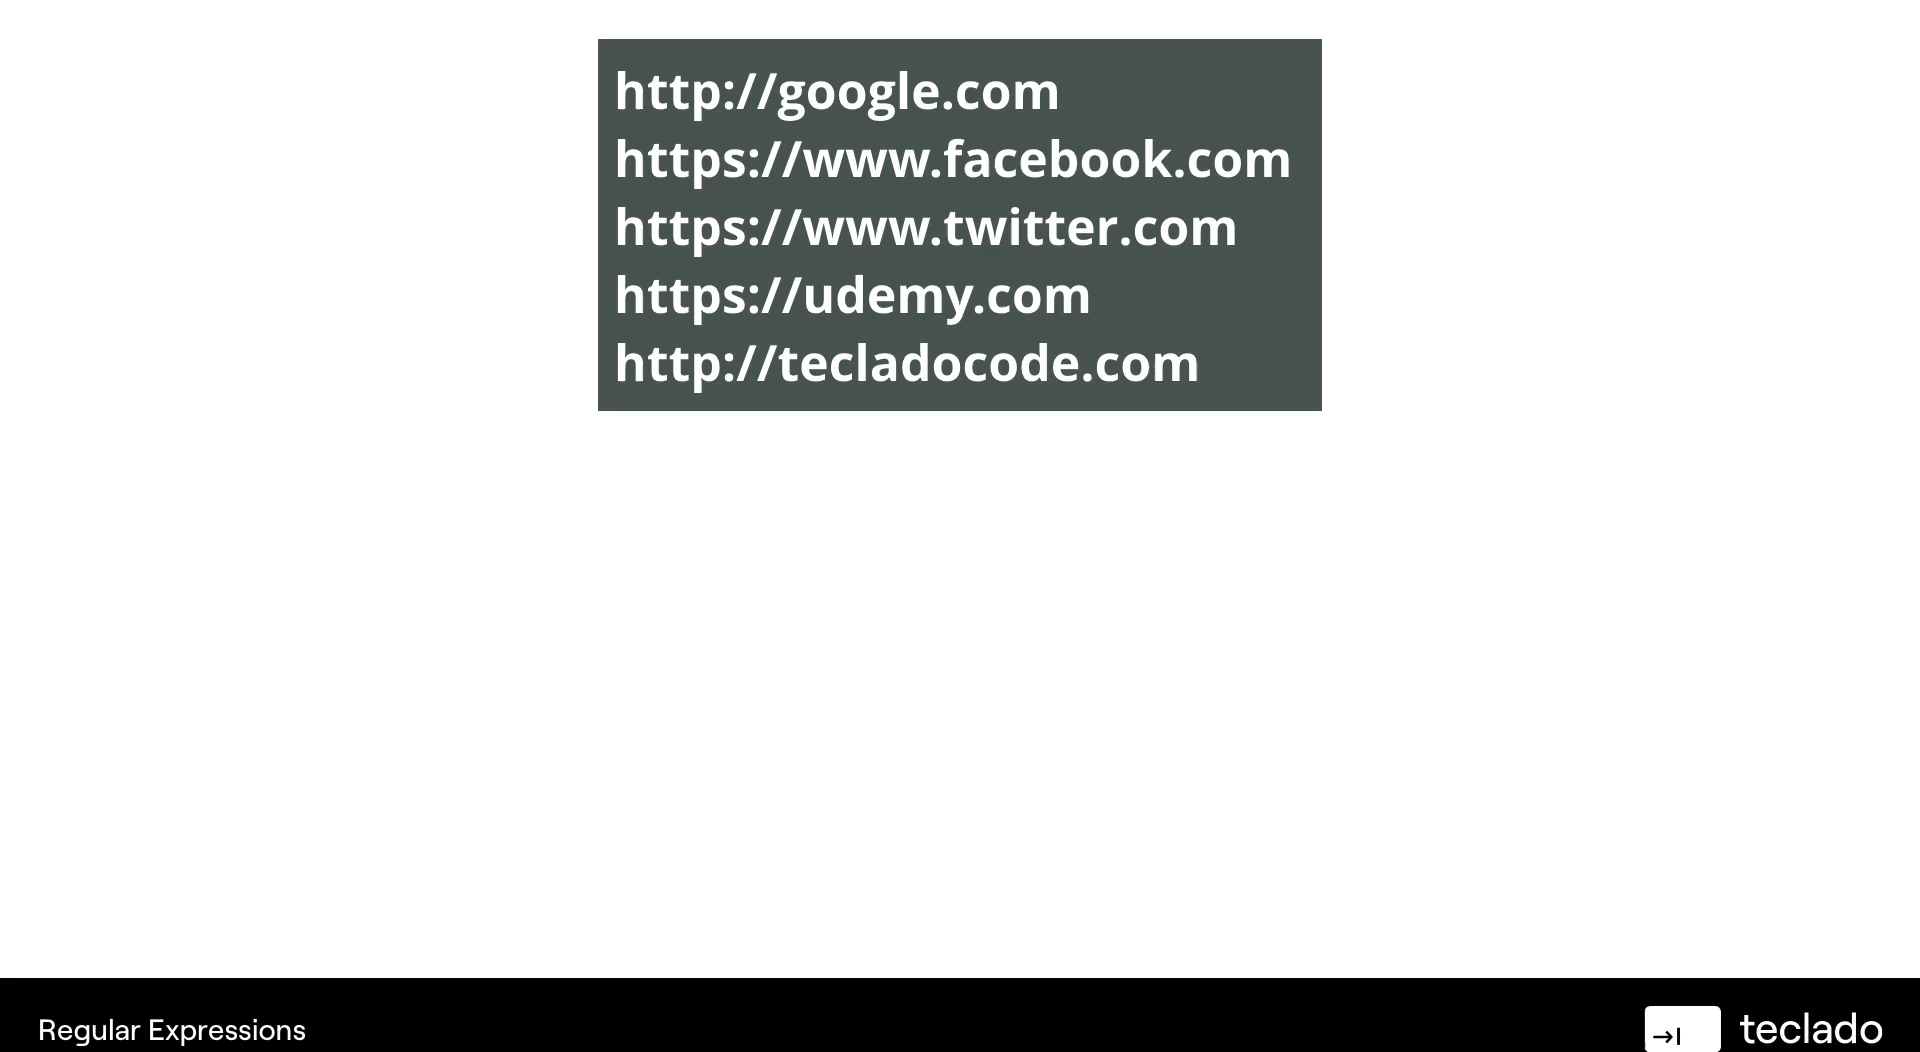 http://google.com
https://www.facebook.com
https://www.twitter.com
https://udemy.com
http://tecladocode.com
Regular Expressions
teclado